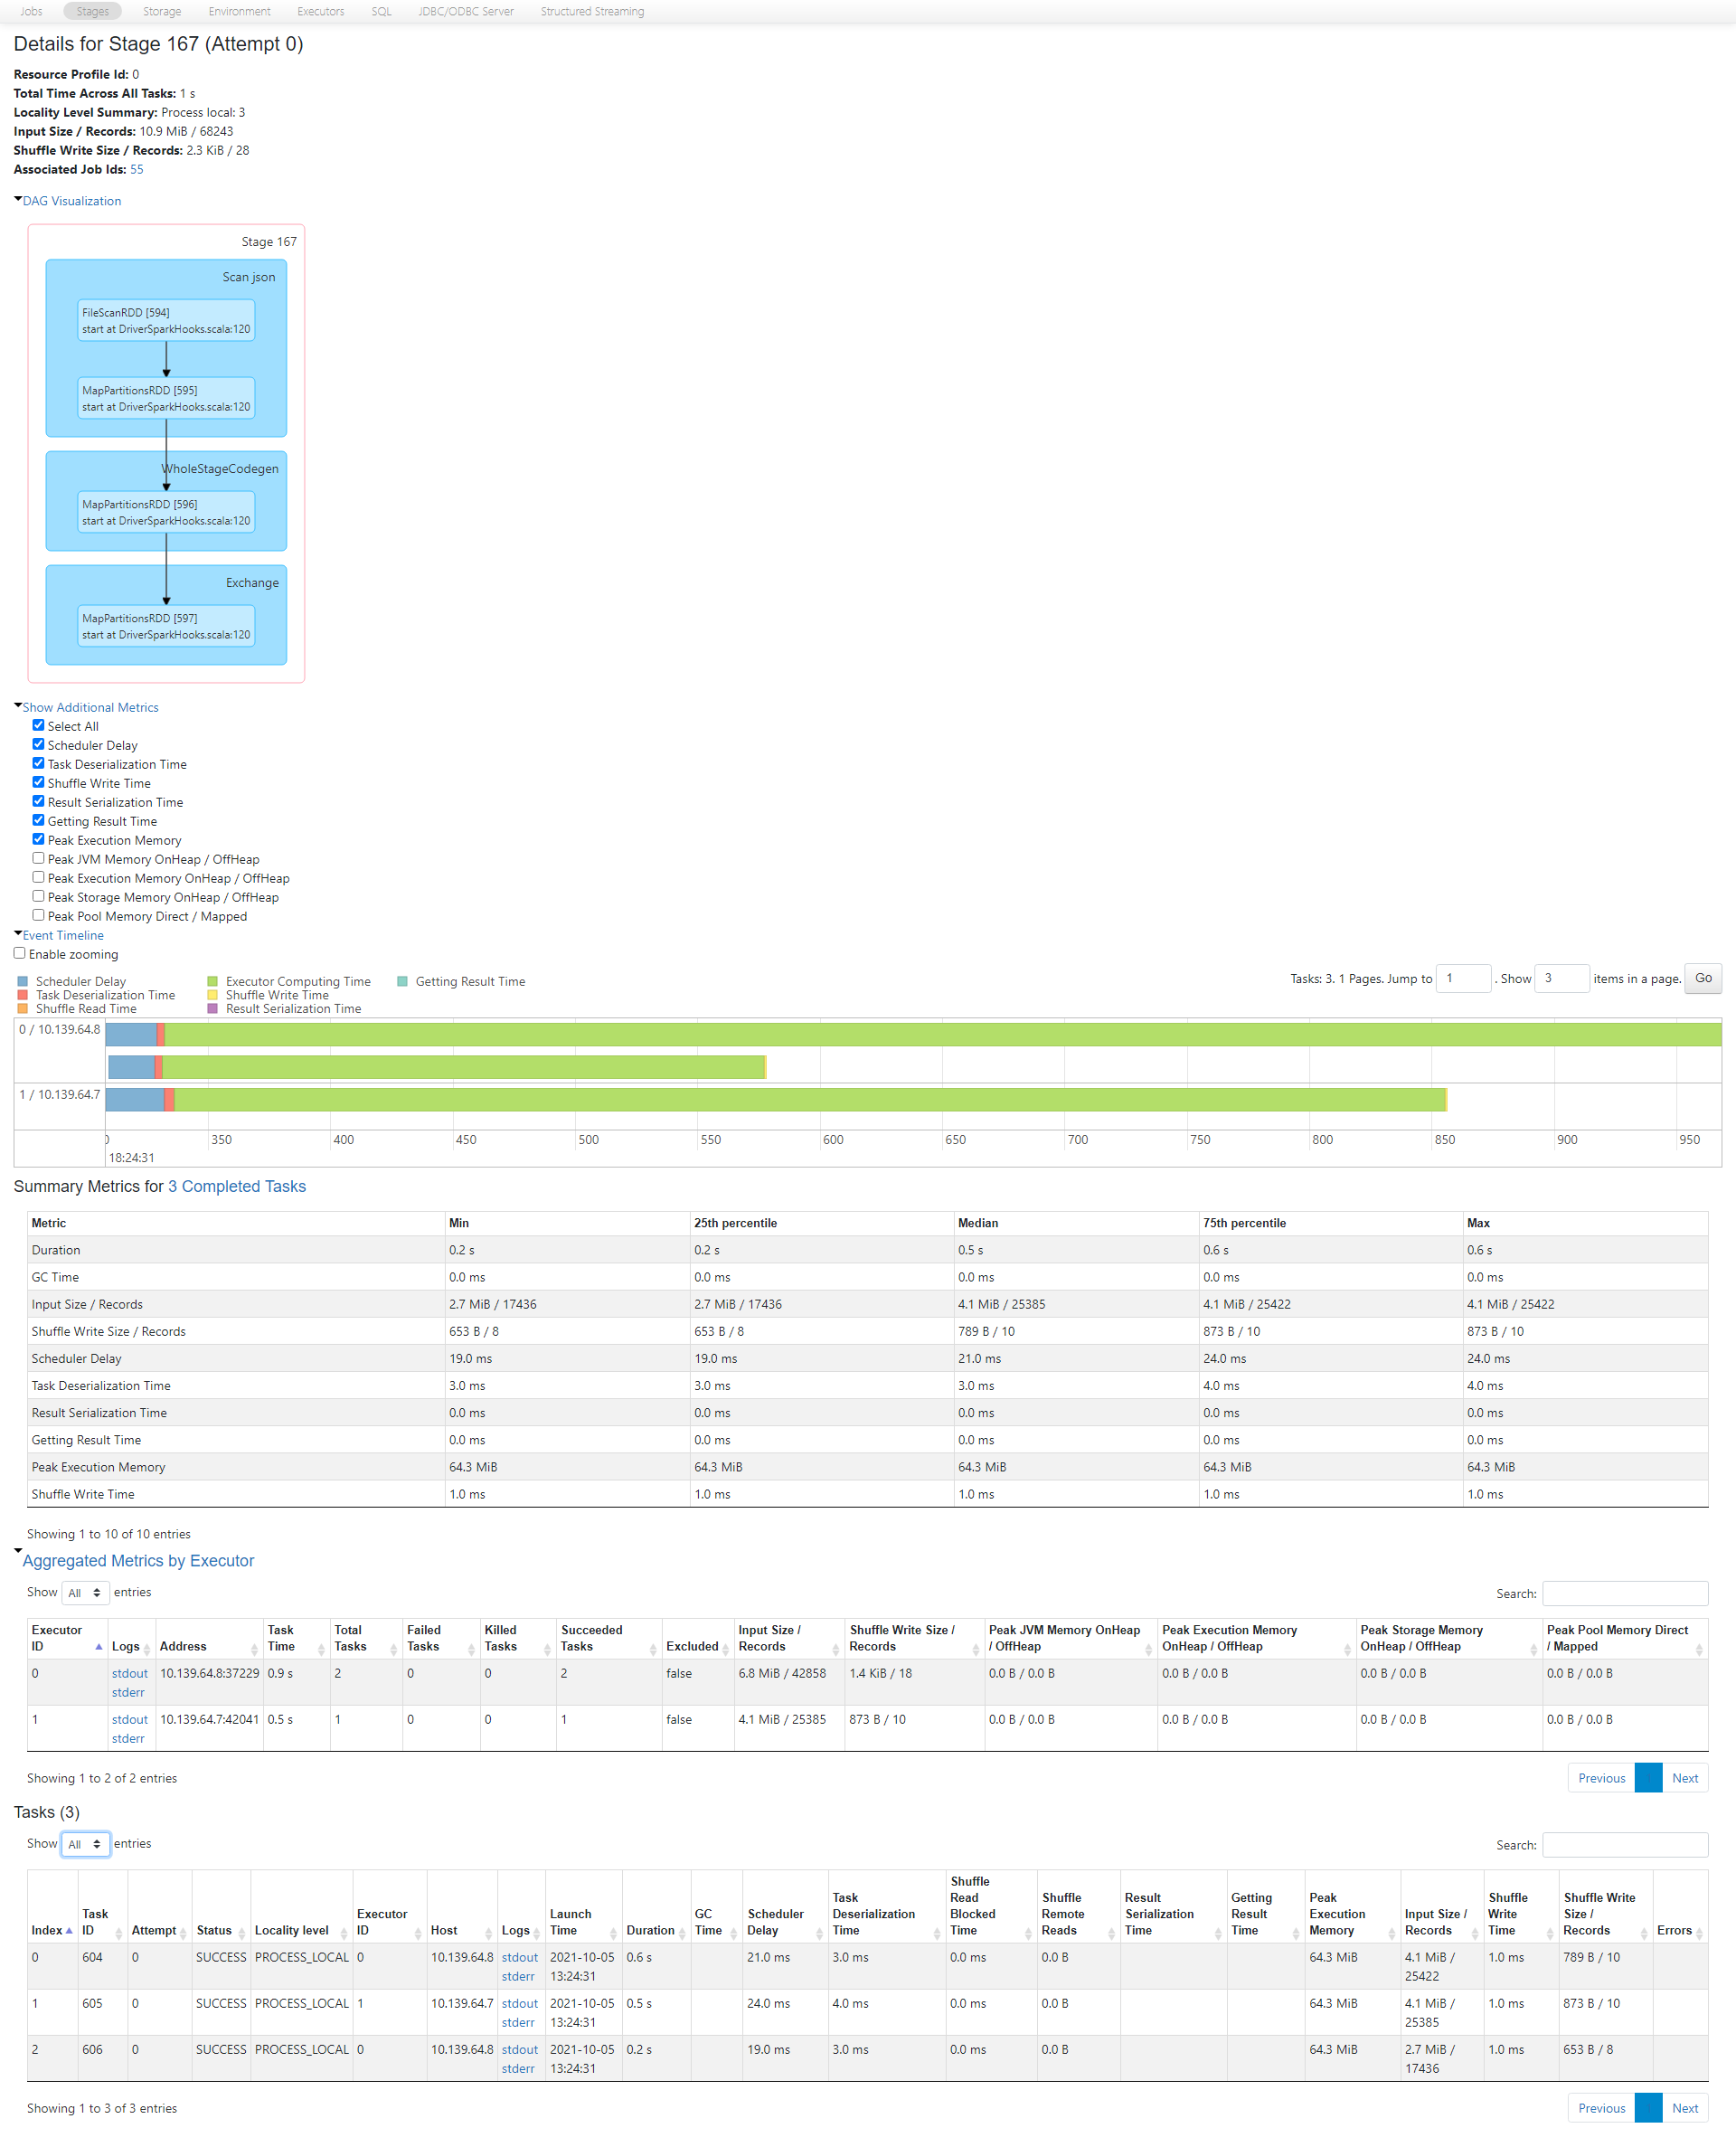 Jobs Stages Storage Environment Executors SQL JDBC/ODBC Server Structured Streaming
Details for Stage 167 (Attempt 0)
Resource Profile Id: 0
Total Time Across All Tasks: 1 s
Locality Level Summary: Process local: 3
Input Size / Records: 10.9 MiB / 68243
Shuffle Write Size / Records: 2.3 KiB / 28
Associated Job Ids: 55
DAG Visualization
Stage 167
Scan json
FileScanRDD [594]
start at DriverSparkHooks.scala:120
MapPartitionsRDD [595]
start at DriverSparkHooks.scala:120
WholeStageCodegen
MapPartitionsRDD [596]
start at DriverSparkHooks.scala:120
Exchange
MapPartitionsRDD [597]
start at DriverSparkHooks.scala:120
Show Additional Metrics
Select All
Scheduler Delay
Task Deserialization Time
Shuffle Write Time
Result Serialization Time
Getting Result Time
Peak Execution Memory
Peak JVM Memory OnHeap / OffHeap
Peak Execution Memory OnHeap / OffHeap
Peak Storage Memory OnHeap / OffHeap
Peak Pool Memory Direct / Mapped
Event Timeline
Enable zooming
Tasks: 3. 1 Pages. Jump to 1 . Show 3 items in a page. Go
Scheduler Delay Executor Computing Time Getting Result Time
Task Deserialization Time Shuffle Write Time
Shuffle Read Time Result Serialization Time
0 / 10.139.64.8
1 / 10.139.64.7
350 400 450 500 550 600 650 700 750 800 850 900 950
18:24:31
Summary Metrics for 3 Completed Tasks
Metric Min 25th percentile Median 75th percentile Max
Duration 0.2 s 0.2 s 0.5 s 0.6 s 0.6 s
GC Time 0.0 ms 0.0 ms 0.0 ms 0.0 ms 0.0 ms
Input Size / Records 2.7 MiB / 17436 2.7 MiB / 17436 4.1 MiB / 25385 4.1 MiB / 25422 4.1 MiB / 25422
Shuffle Write Size / Records 653 B / 8 653 B / 8 789 B / 10 873 B / 10 873 B / 10
Scheduler Delay 19.0 ms 19.0 ms 21.0 ms 24.0 ms 24.0 ms
Task Deserialization Time 3.0 ms 3.0 ms 3.0 ms 4.0 ms 4.0 ms
Result Serialization Time 0.0 ms 0.0 ms 0.0 ms 0.0 ms 0.0 ms
Getting Result Time 0.0 ms 0.0 ms 0.0 ms 0.0 ms 0.0 ms
Peak Execution Memory 64.3 MiB 64.3 MiB 64.3 MiB 64.3 MiB 64.3 MiB
Shuffle Write Time 1.0 ms 1.0 ms 1.0 ms 1.0 ms 1.0 ms
Showing 1 to 10 of 10 entries
Aggregated Metrics by Executor
Show All entries Search:
Executor Task Total Failed Killed Succeeded Input Size / Shuffle Write Size / Peak JVM Memory OnHeap Peak Execution Memory Peak Storage Memory Peak Pool Memory Direct
ID Logs Address Time Tasks Tasks Tasks Tasks Excluded Records Records / OffHeap OnHeap / OffHeap OnHeap / OffHeap / Mapped
0 stdout 10.139.64.8:37229 0.9 s 2 0 0 2 false 6.8 MiB / 42858 1.4 KiB / 18 0.0 B / 0.0 B 0.0 B / 0.0 B 0.0 B / 0.0 B 0.0 B / 0.0 B
stderr
1 stdout 10.139.64.7:42041 0.5 s 1 0 0 1 false 4.1 MiB / 25385 873 B / 10 0.0 B / 0.0 B 0.0 B / 0.0 B 0.0 B / 0.0 B 0.0 B / 0.0 B
stderr
Showing 1 to 2 of 2 entries Previous Next
Tasks (3)
Show All entries Search:
Shuffle
Task Read Shuffle Result Getting Peak Shuffle Shuffle Write
Task Executor Launch GC Scheduler Deserialization Blocked Remote Serialization Result Execution Input Size / Write Size /
Index ID Attempt Status Locality level ID Host Logs Time Duration Time Delay Time Time Reads Time Time Memory Records Time Records Errors
0 604 0 SUCCESS PROCESS_LOCAL 0 10.139.64.8 stdout 2021-10-05 0.6 s 21.0 ms 3.0 ms 0.0 ms 0.0 B 64.3 MiB 4.1 MiB / 1.0 ms 789 B / 10
stderr 13:24:31 25422
1 605 0 SUCCESS PROCESS_LOCAL 1 10.139.64.7 stdout 2021-10-05 0.5 s 24.0 ms 4.0 ms 0.0 ms 0.0 B 64.3 MiB 4.1 MiB / 1.0 ms 873 B / 10
stderr 13:24:31 25385
2 606 0 SUCCESS PROCESS_LOCAL 0 10.139.64.8 stdout 2021-10-05 0.2 s 19.0 ms 3.0 ms 0.0 ms 0.0 B 64.3 MiB 2.7 MiB / 1.0 ms 653 B / 8
stderr 13:24:31 17436
Showing 1 to 3 of 3 entries Previous Next